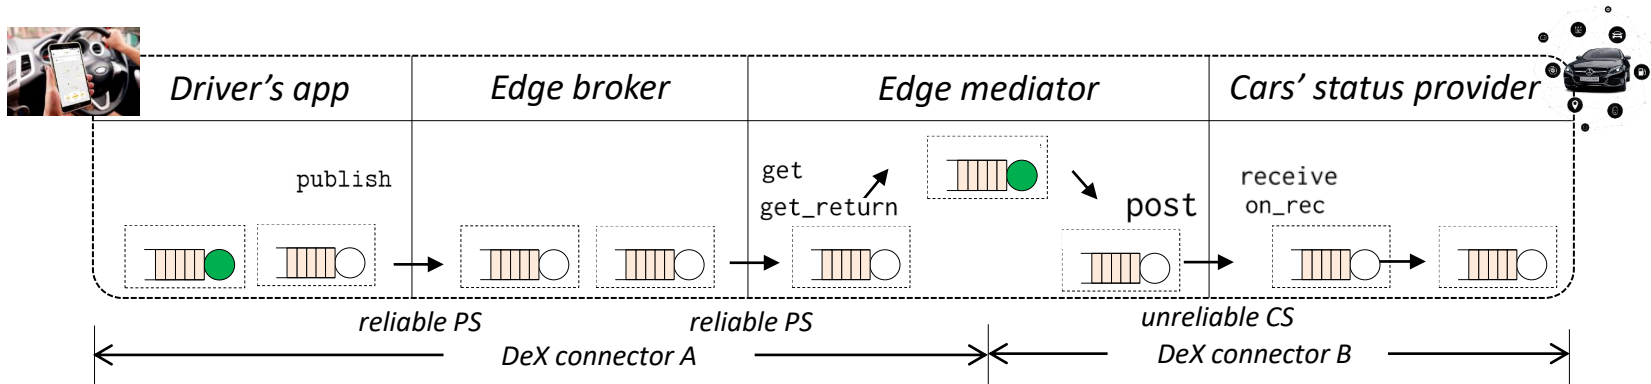 Driver's app
Edge broker
Edge mediator
Cars' status provider
publish
get
get_return
post
receive
on_rec
reliable PS
reliable PS
unreliable CS
DeX connector A
DeX connector B